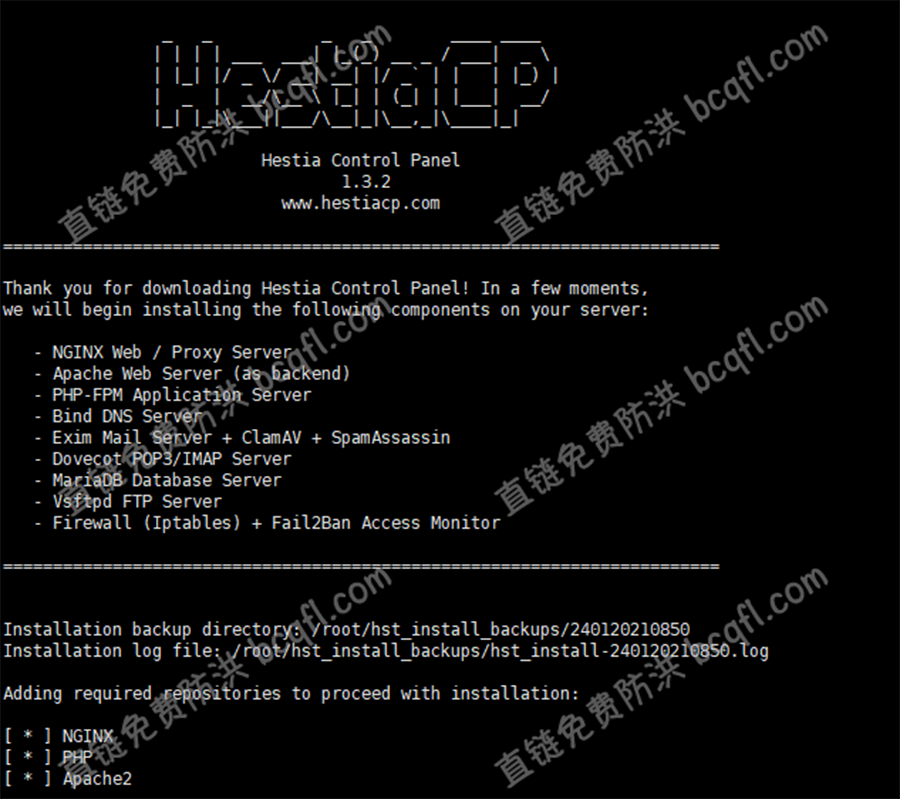 HestiaCP
Hestia Control Panel
1.3.2
www.hestiacp.com
========================================================================
Thank you for downloading Hestia Control Panel! In a few moments,
we will begin installing the following components on your server:
- NGINX Web / Proxy Server
- Apache Web Server (as backend)
- PHP-FPM Application Server
- Bind DNS Server
- Exim Mail Server + ClamAV + SpamAssassin
- Dovecot POP3/IMAP Server
- MariaDB Database Server
- Vsftpd FTP Server
- Firewall (Iptables) + Fail2Ban Access Monitor
========================================================================
Installation backup directory: /root/hst_install_backups/240120210850
Installation log file: /root/hst_install_backups/hst_install-240120210850.log
Adding required repositories to proceed with installation:
[ * ] NGINX
[ * ] PHP
[ * ] Apache2
直链免费防洪 bcqfl.com
直链免费防洪 bcqfl.com
直链免费防洪 bcqfl.com
直链免费防洪 bcqfl.com
直链免费防洪 bcqfl.com
直链免费防洪 bcqfl.com